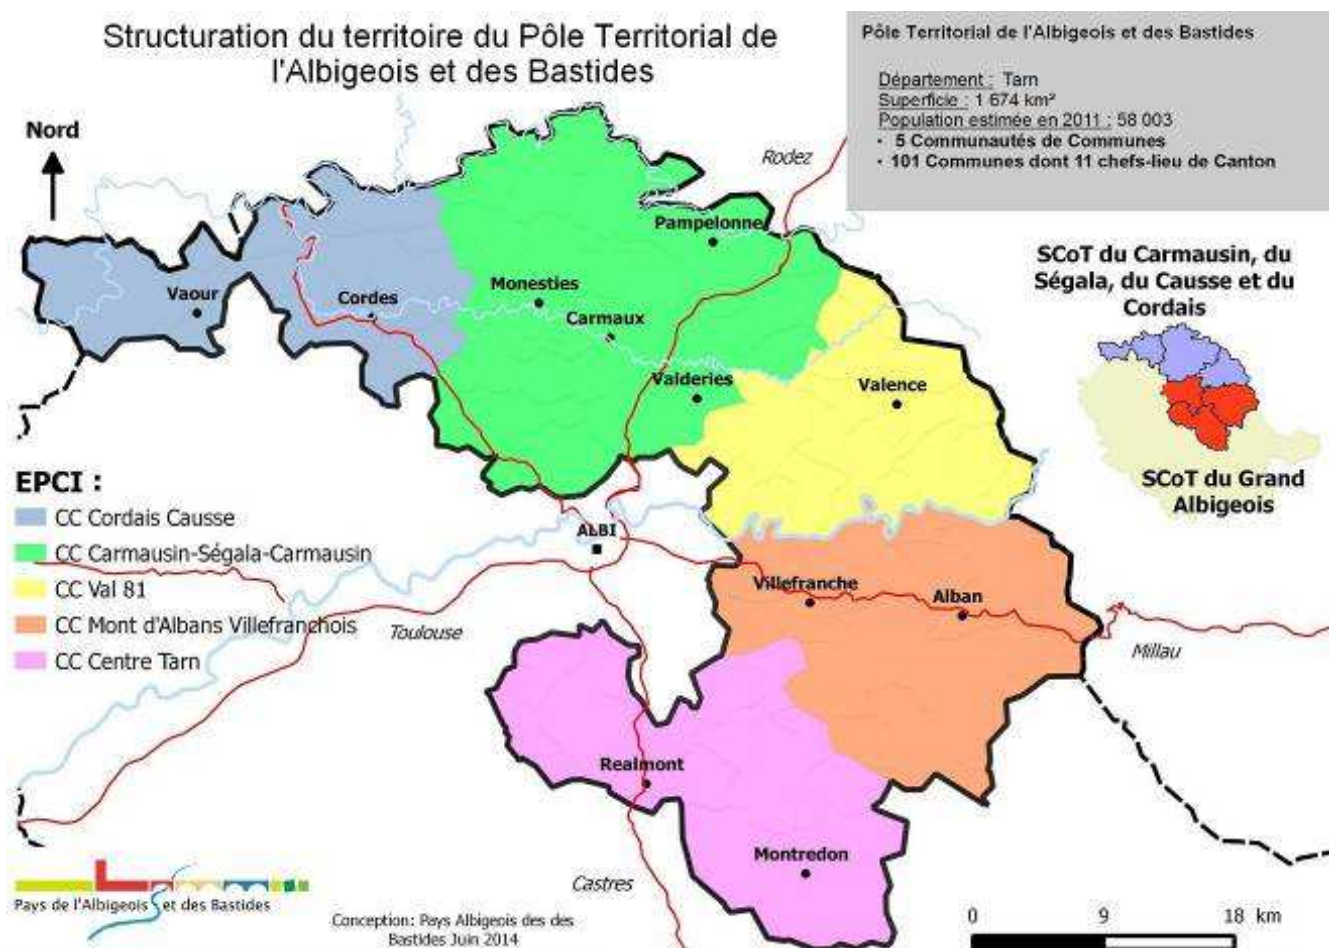 Structuration du territoire du Pôle Territorial de
l'Albigeois et des Bastides
Pôle Territorial de l'Albigeois et des Bastides
Département : Tarn
Superficie : 1 674 km²
Population estimée en 2011 : 58 003
· 5 Communautés de Communes
· 101 Communes dont 11 chefs-lieu de Canton
Nord
Rodez
Pampelonne
SCoT du Carmausin, du
Ségala, du Causse et du
Cordais
Vaour
Cordes
Monesties
Carmaux
Valderies
Valence
SCoT du Grand
Albigeois
EPCI :
CC Cordais Causse
CC Carmausin-Ségala-Carmausin
CC Val 81
CC Mont d'Albans Villefranchois
CC Centre Tarn
ALBI
Villefranche
Alban
Toulouse
Millau
Realmont
Montredon
Castres
Pays de l'Albigeois et des Bastides
Conception: Pays Albigeois des des
Bastides Juin 2014
0 9 18 km